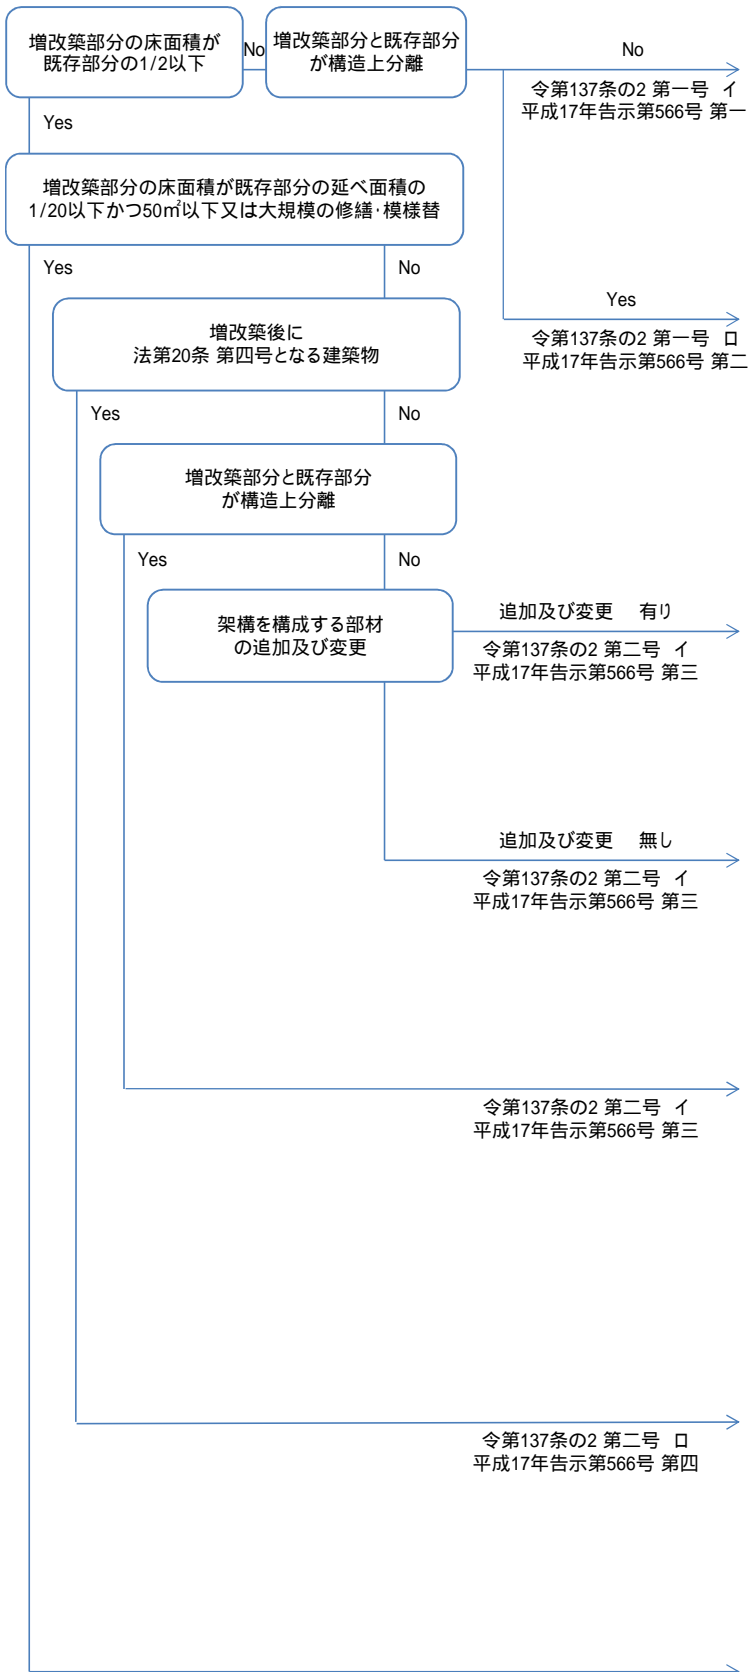 増改築部分の床面積が
既存部分の1/2以下
No
増改築部分と既存部分
が構造上分離
No
令第137条の2 第一号 イ
平成17年告示第566号 第一
Yes
増改築部分の床面積が既存部分の延べ面積の
1/20以下かつ50㎡以下又は大規模の修繕・模様替
Yes
No
Yes
令第137条の2 第一号 ロ
平成17年告示第566号 第二
増改築後に
法第20条 第四号となる建築物
Yes
No
増改築部分と既存部分
が構造上分離
Yes
No
架構を構成する部材
の追加及び変更
追加及び変更 有り
令第137条の2 第二号 イ
平成17年告示第566号 第三
追加及び変更 無し
令第137条の2 第二号 イ
平成17年告示第566号 第三
令第137条の2 第二号 イ
平成17年告示第566号 第三
令第137条の2 第二号 ロ
平成17年告示第566号 第四